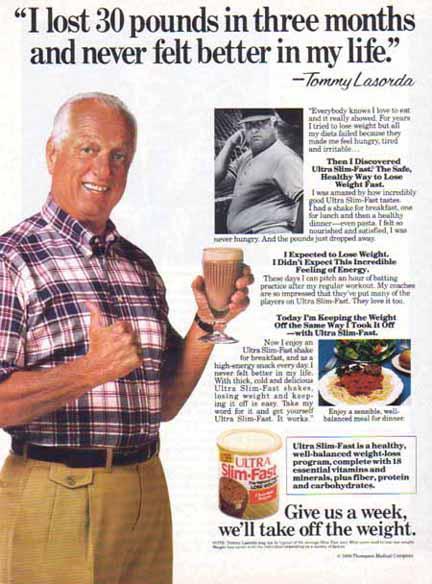 “I lost 30 pounds in three months
and never felt better in my life.”
—Tommy Lasorda
“Everybody knows I love to eat
and it really showed. For years
I tried to lose weight but all
my diets failed because they
made me feel hungry, tired
and irritable…
Then I Discovered
Ultra Slim-Fast.® The Safe,
Healthy Way to Lose
Weight Fast.
I was amazed by how incredibly
good Ultra Slim-Fast tastes.
I had a shake for breakfast, one
for lunch and then a healthy
dinner—even pasta. I felt so
nourished and satisfied, I was
never hungry. And the pounds just dropped away.
I Expected to Lose Weight.
I Didn't Expect This Incredible
Feeling of Energy.
These days I can pitch an hour of batting
practice after my regular workout. My coaches
are so impressed that they've put many of the
players on Ultra Slim-Fast. They love it too.
Today I'm Keeping the Weight
Off the Same Way I Took It Off
—with Ultra Slim-Fast.
Now I enjoy an
Ultra Slim-Fast shake
for breakfast, and as a
high-energy snack every day. I
never felt better in my life.
With thick, cold and delicious
Ultra Slim-Fast shakes,
losing weight and keep-
ing it off is easy. Take my
word for it and get yourself
Ultra Slim-Fast. It works.”
Enjoy a sensible, well-
balanced meal for dinner.
ULTRA
Slim-Fast
Ultra Slim-Fast is a healthy,
well-balanced weight-loss
program, complete with 18
essential vitamins and
minerals, plus fiber, protein
and carbohydrates.
Give us a week,
we'll take off the weight.
Thompson Medical Company